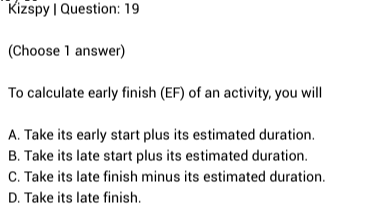 Kizspy | Question: 19
(Choose 1 answer)
To calculate early finish (EF) of an activity, you will
A. Take its early start plus its estimated duration.
B. Take its late start plus its estimated duration.
C. Take its late finish minus its estimated duration.
D. Take its late finish.